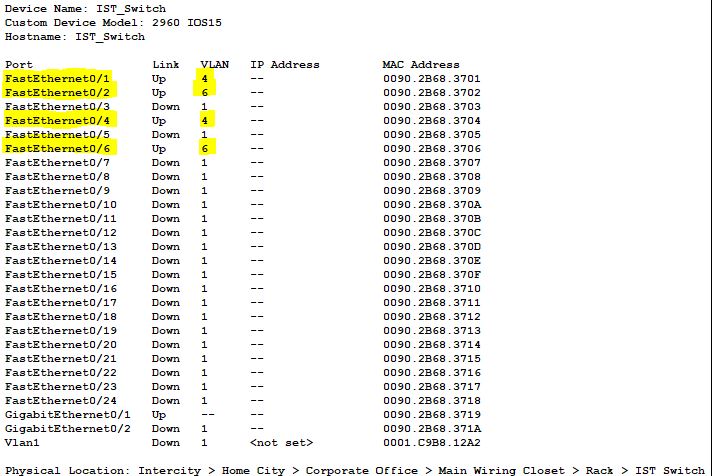 Device Name: IST_Switch
Custom Device Model: 2960 IOS15
Hostname: IST_Switch
Port Link VLAN IP Address MAC Address
FastEthernet0/1 Up 4 -- 0090.2B68.3701
FastEthernet0/2 Up 6 -- 0090.2B68.3702
FastEthernet0/3 Down 1 -- 0090.2B68.3703
FastEthernet0/4 Up 4 -- 0090.2B68.3704
FastEthernet0/5 Down 1 -- 0090.2B68.3705
FastEthernet0/6 Up 6 -- 0090.2B68.3706
FastEthernet0/7 Down 1 -- 0090.2B68.3707
FastEthernet0/8 Down 1 -- 0090.2B68.3708
FastEthernet0/9 Down 1 -- 0090.2B68.3709
FastEthernet0/10 Down 1 -- 0090.2B68.370A
FastEthernet0/11 Down 1 -- 0090.2B68.370B
FastEthernet0/12 Down 1 -- 0090.2B68.370C
FastEthernet0/13 Down 1 -- 0090.2B68.370D
FastEthernet0/14 Down 1 -- 0090.2B68.370E
FastEthernet0/15 Down 1 -- 0090.2B68.370F
FastEthernet0/16 Down 1 -- 0090.2B68.3710
FastEthernet0/17 Down 1 -- 0090.2B68.3711
FastEthernet0/18 Down 1 -- 0090.2B68.3712
FastEthernet0/19 Down 1 -- 0090.2B68.3713
FastEthernet0/20 Down 1 -- 0090.2B68.3714
FastEthernet0/21 Down 1 -- 0090.2B68.3715
FastEthernet0/22 Down 1 -- 0090.2B68.3716
FastEthernet0/23 Down 1 -- 0090.2B68.3717
FastEthernet0/24 Down 1 -- 0090.2B68.3718
GigabitEthernet0/1 Up -- -- 0090.2B68.3719
GigabitEthernet0/2 Down 1 -- 0090.2B68.371A
Vlan1 Down 1 <not set> 0001.C9B8.12A2
Physical Location: Intercity > Home City > Corporate Office > Main Wiring Closet > Rack > IST Switch